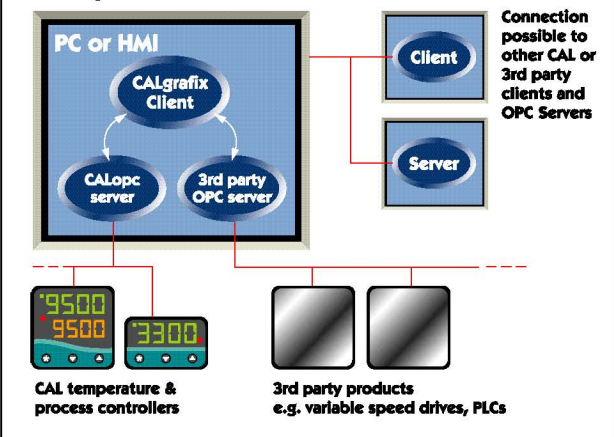 PC or HMI
CALgrafix
Client
CALopc
server
3rd party
OPC server
Client
Server
Connection
possible to
other CAL or
3rd party
clients and
OPC Servers
9500
9500
3300
CAL temperature &
process controllers
3rd party products
e.g. variable speed drives, PLCs